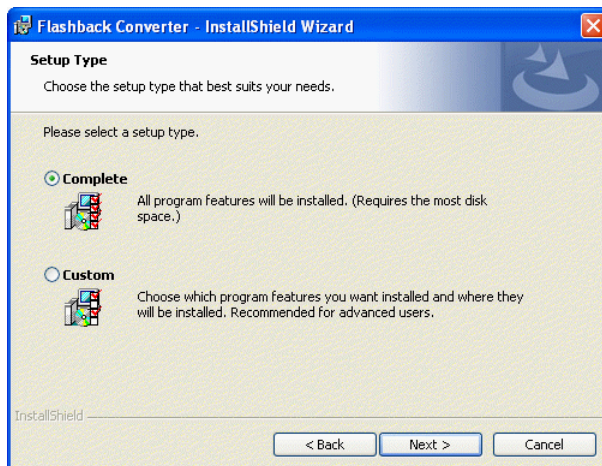 Flashback Converter - InstallShield Wizard
Setup Type
Choose the setup type that best suits your needs.
Please select a setup type.
Complete
All program features will be installed. (Requires the most disk
space.)
Custom
Choose which program features you want installed and where they
will be installed. Recommended for advanced users.
InstallShield
< Back Next > Cancel